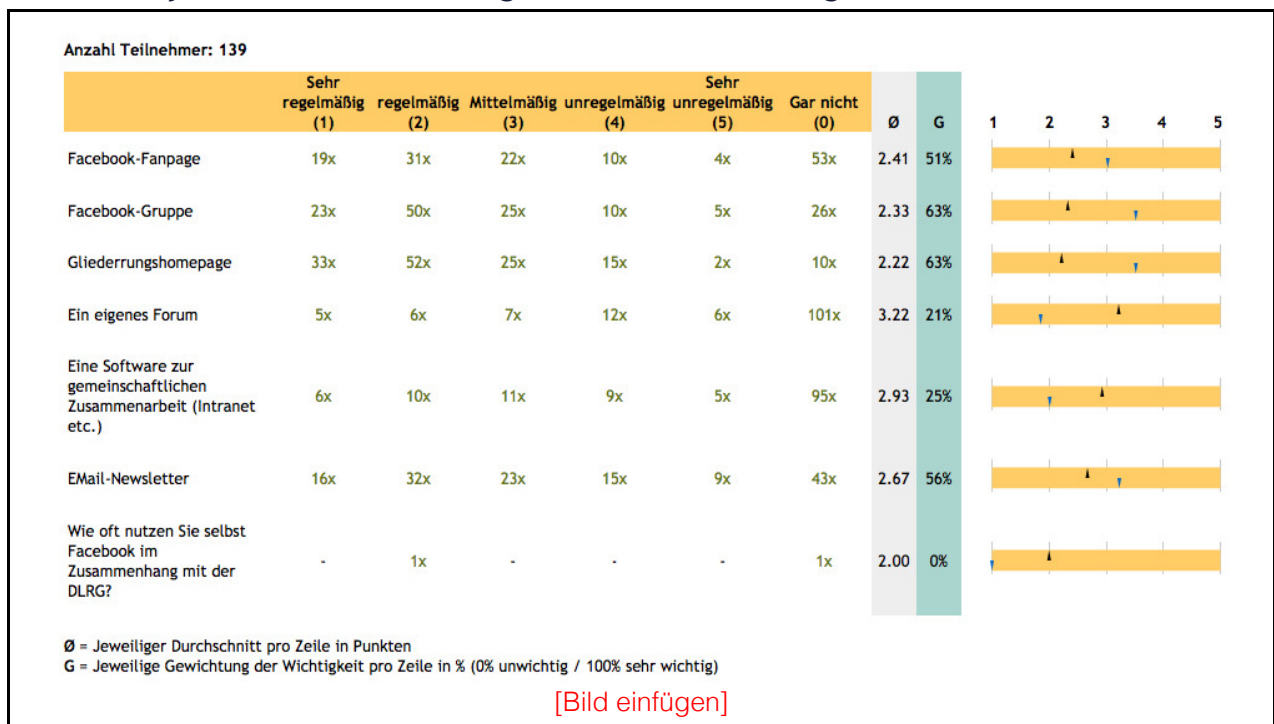 Anzahl Teilnehmer: 139
Sehr regelmäßig (1) regelmäßig (2) Mittelmäßig (3) unregelmäßig (4) Sehr unregelmäßig (5) Gar nicht (0) Ø G 1 2 3 4 5
Facebook-Fanpage 19x 31x 22x 10x 4x 53x 2.41 51%
Facebook-Gruppe 23x 50x 25x 10x 5x 26x 2.33 63%
Gliederrungshomepage 33x 52x 25x 15x 2x 10x 2.22 63%
Ein eigenes Forum 5x 6x 7x 12x 6x 101x 3.22 21%
Eine Software zur
gemeinschaftlichen
Zusammenarbeit (Intranet 6x 10x 11x 9x 5x 95x 2.93 25%
etc.)
EMail-Newsletter 16x 32x 23x 15x 9x 43x 2.67 56%
Wie oft nutzen Sie selbst
Facebook im
Zusammenhang mit der - 1x - - - 1x 2.00 0%
DLRG?
Ø = Jeweiliger Durchschnitt pro Zeile in Punkten
G = Jeweilige Gewichtung der Wichtigkeit pro Zeile in % (0% unwichtig / 100% sehr wichtig)
[Bild einfügen]